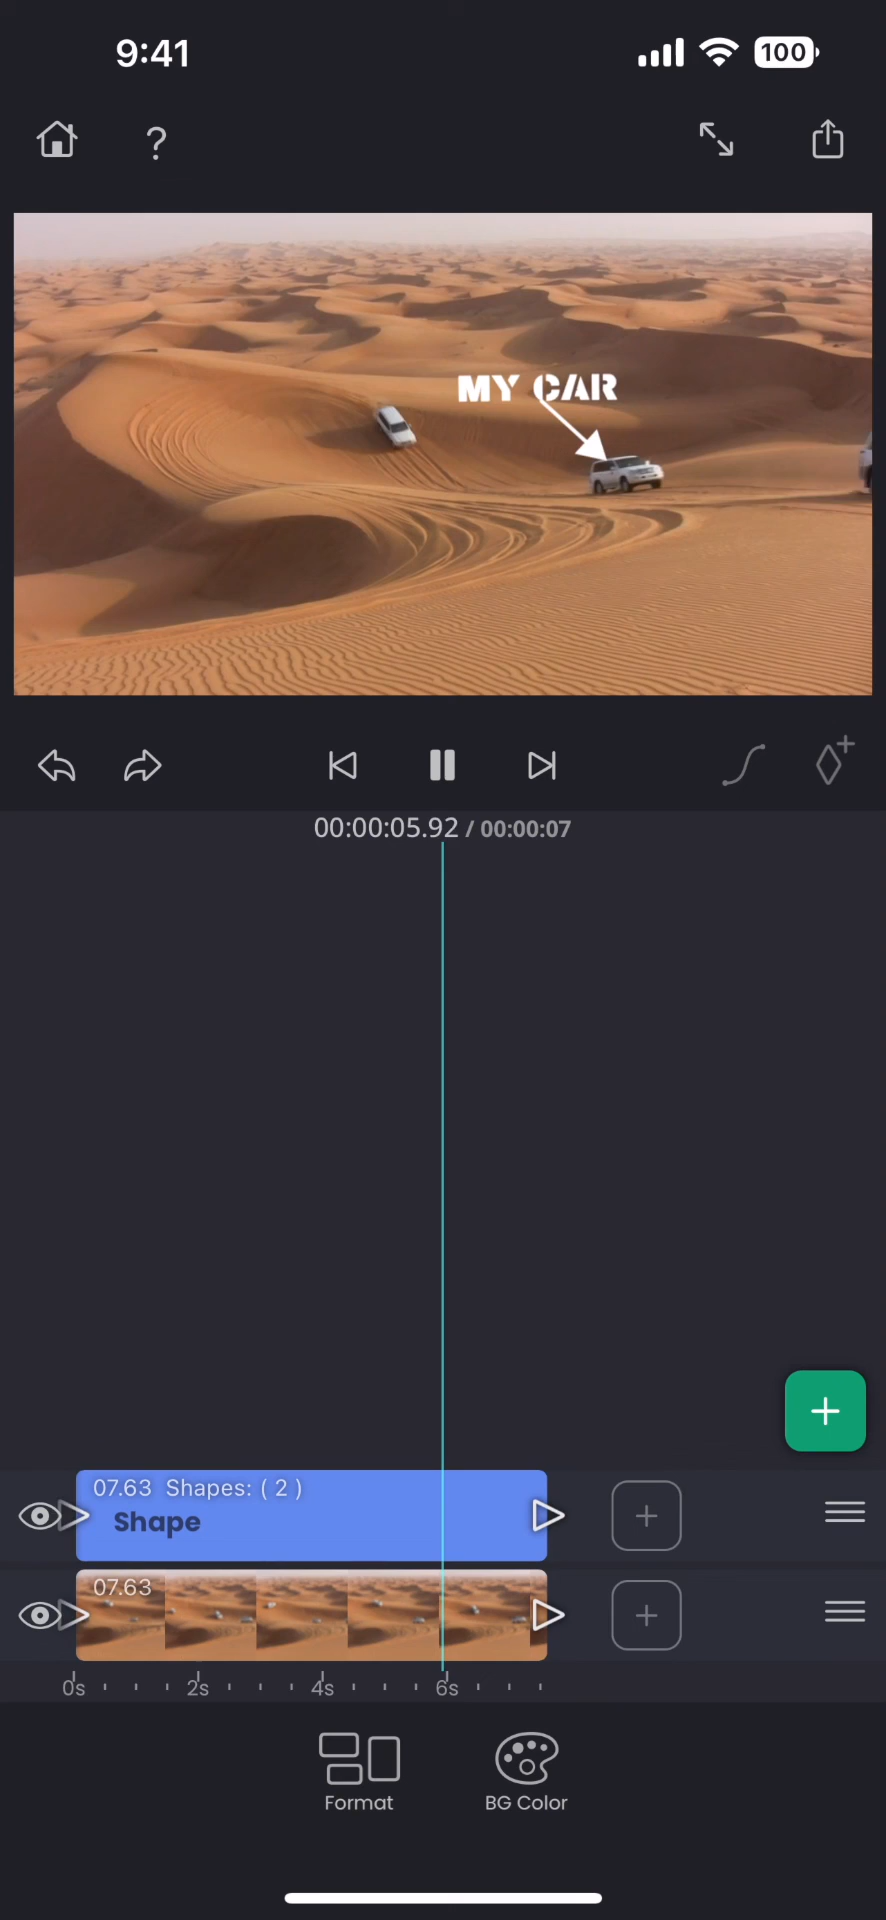 9:41
100
?
MY CAR
00:00:05.92 / 00:00:07
07.63 Shapes: ( 2 )
Shape
07.63
0s 2s 4s 6s
Format
BG Color